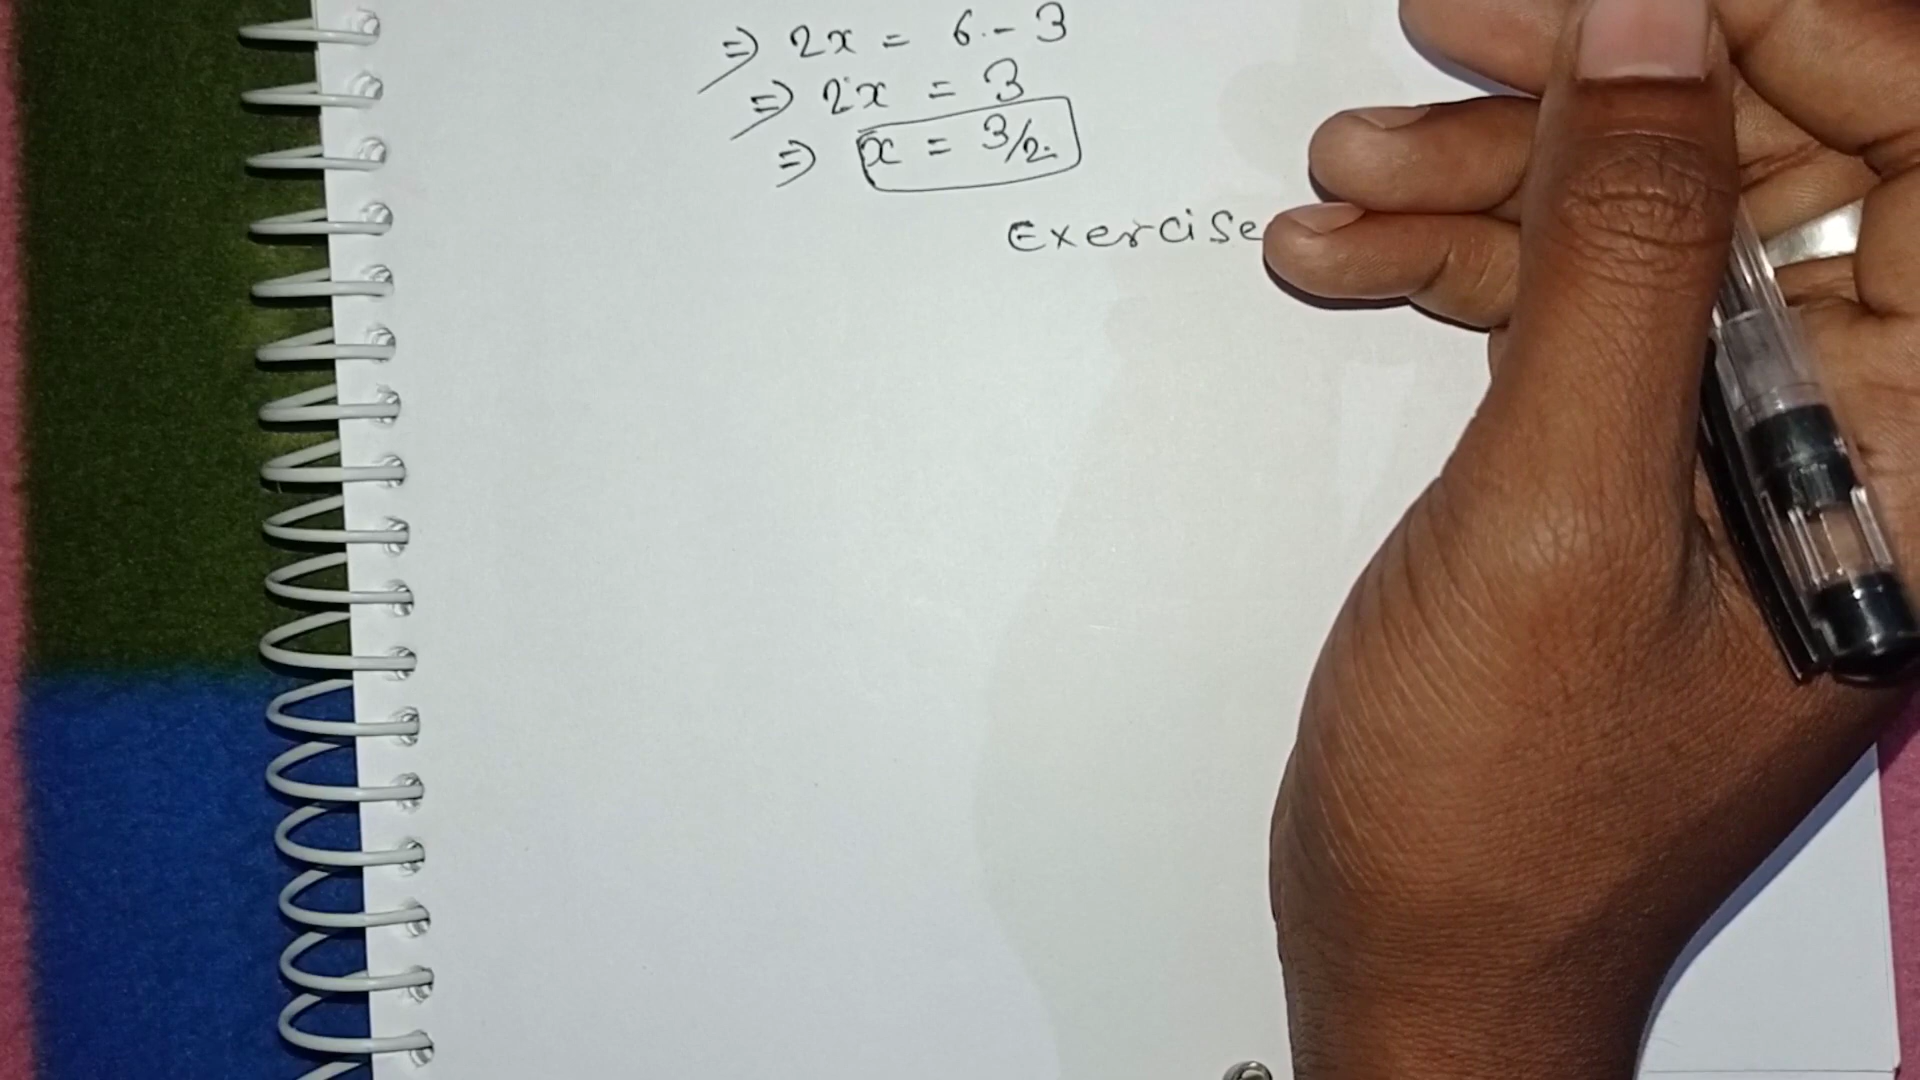 ⇒ 2x = 6 - 3
⇒ 2x = 3
⇒ x = 3/2.
Exercise